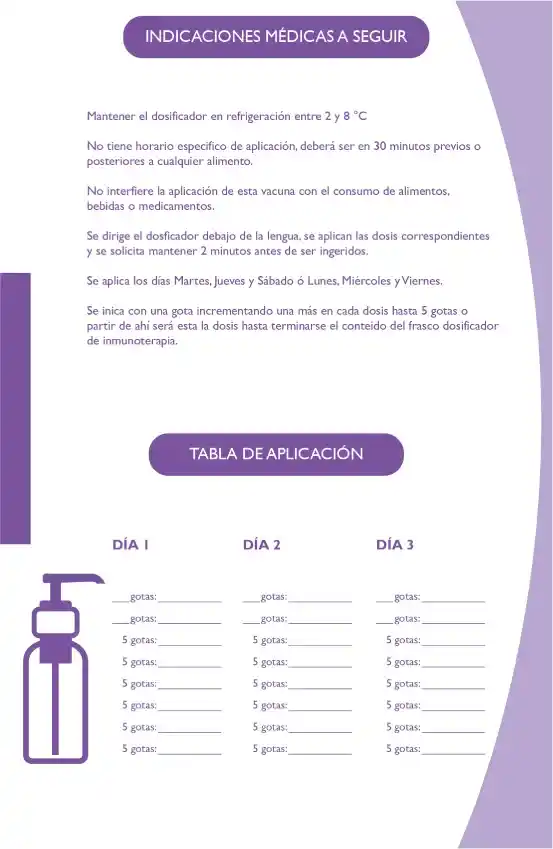 INDICACIONES MÉDICAS A SEGUIR
Mantener el dosificador en refrigeración entre 2 y 8 °C
No tiene horario especifico de aplicación, deberá ser en 30 minutos previos o
posteriores a cualquier alimento.
No interfiere la aplicación de esta vacuna con el consumo de alimentos,
bebidas o medicamentos.
Se dirige el dosficador debajo de la lengua, se aplican las dosis correspondientes
y se solicita mantener 2 minutos antes de ser ingeridos.
Se aplica los días Martes, Jueves y Sábado ó Lunes, Miércoles y Viernes.
Se inica con una gota incrementando una más en cada dosis hasta 5 gotas o
partir de ahí será esta la dosis hasta terminarse el conteido del frasco dosificador
de inmunoterapia.
TABLA DE APLICACIÓN
DÍA 1 DÍA 2 DÍA 3
___gotas:___________ ___gotas:___________ ___gotas:___________
___gotas:___________ ___gotas:___________ ___gotas:___________
5 gotas:___________ 5 gotas:___________ 5 gotas:___________
5 gotas:___________ 5 gotas:___________ 5 gotas:___________
5 gotas:___________ 5 gotas:___________ 5 gotas:___________
5 gotas:___________ 5 gotas:___________ 5 gotas:___________
5 gotas:___________ 5 gotas:___________ 5 gotas:___________
5 gotas:___________ 5 gotas:___________ 5 gotas:___________